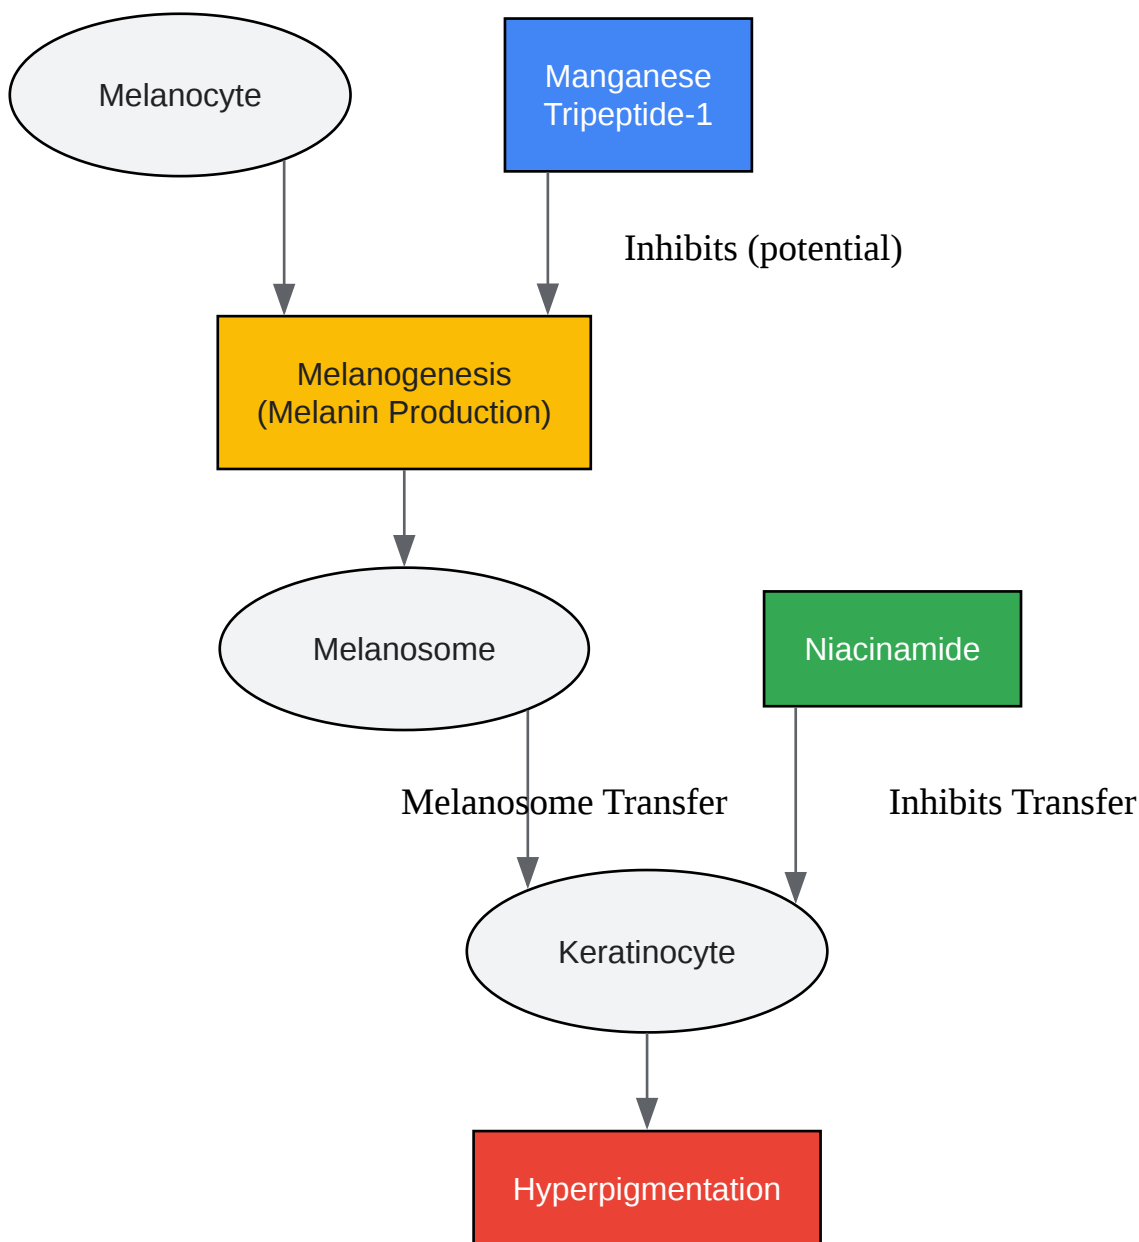 Melanocyte
Manganese
Tripeptide-1
Inhibits (potential)
Melanogenesis
(Melanin Production)
Melanosome
Niacinamide
Melanosome Transfer
Inhibits Transfer
Keratinocyte
Hyperpigmentation